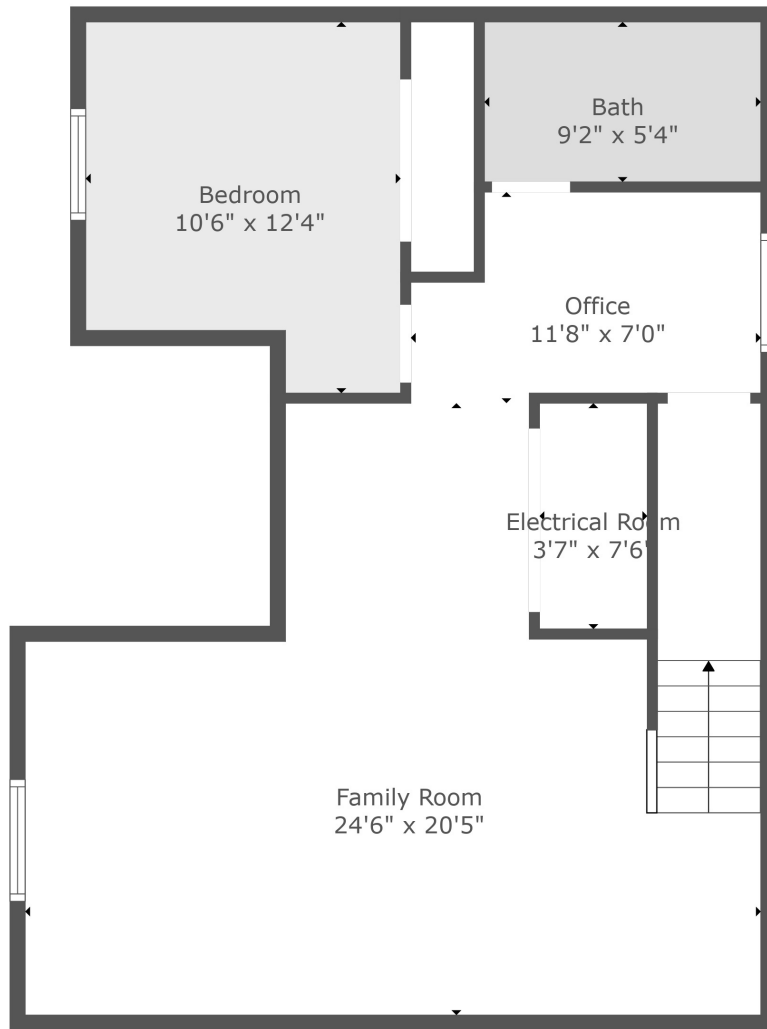 Bath
9'2" x 5'4"
Bedroom
10'6" x 12'4"
Office
11'8" x 7'0"
Electrical Room
3'7" x 7'6"
Family Room
24'6" x 20'5"